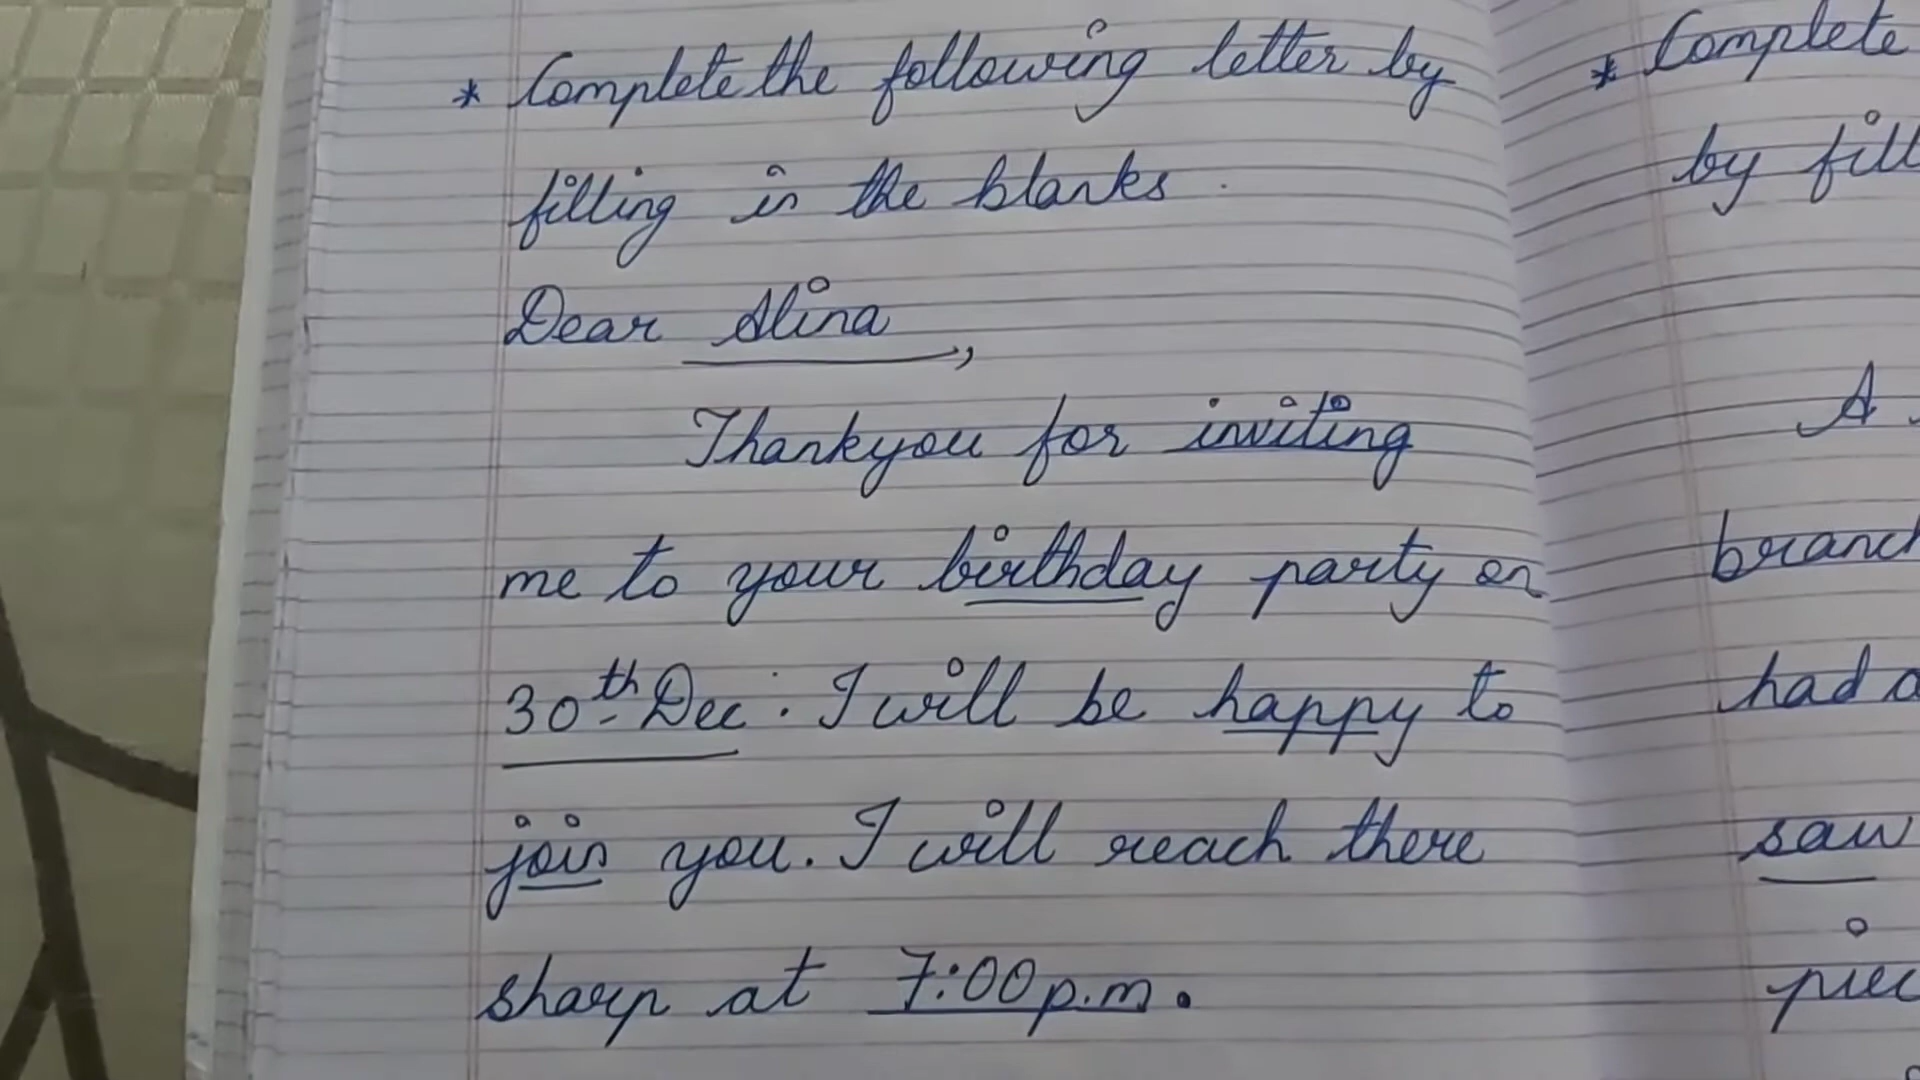 * Complete the following letter by
filling in the blanks.
Dear Alina,
Thankyou for inviting
me to your birthday party on
30th Dec. I will be happy to
join you. I will reach there
sharp at 7:00 p.m.
* Complete
by fill
A
branch
had a
saw
piec